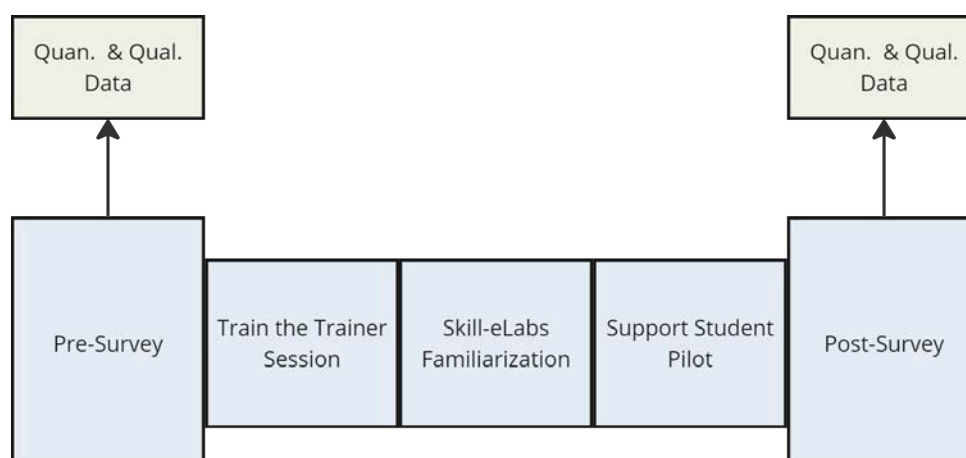 Quan. & Qual.
Data
Quan. & Qual.
Data
Pre-Survey
Train the Trainer
Session
Skill-eLabs
Familiarization
Support Student
Pilot
Post-Survey